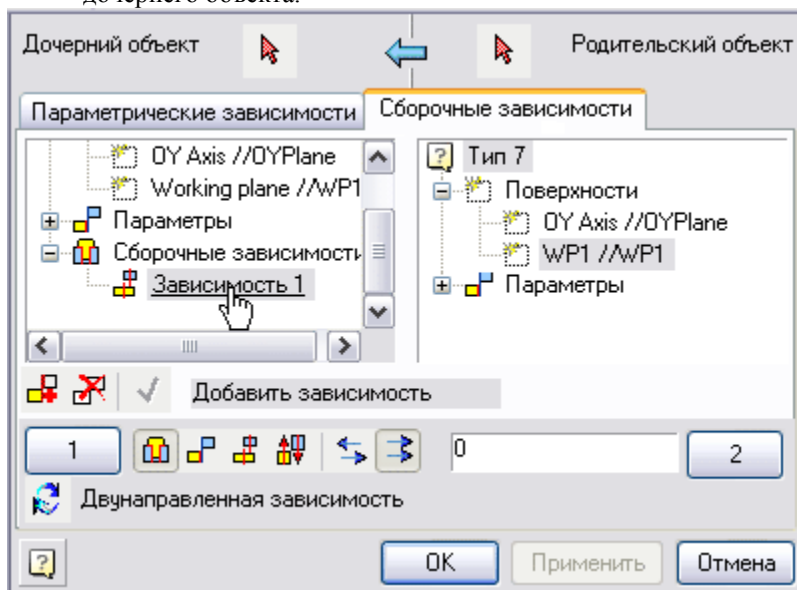 дочернего объекта.
Дочерний объект
Родительский объект
Параметрические зависимости
Сборочные зависимости
OY Axis //OYPlane
Working plane //WP1
Параметры
Сборочные зависимости
Зависимость 1
Тип 7
Поверхности
OY Axis //OYPlane
WP1 //WP1
Параметры
Добавить зависимость
1
0
2
Двунаправленная зависимость
OK
Применить
Отмена